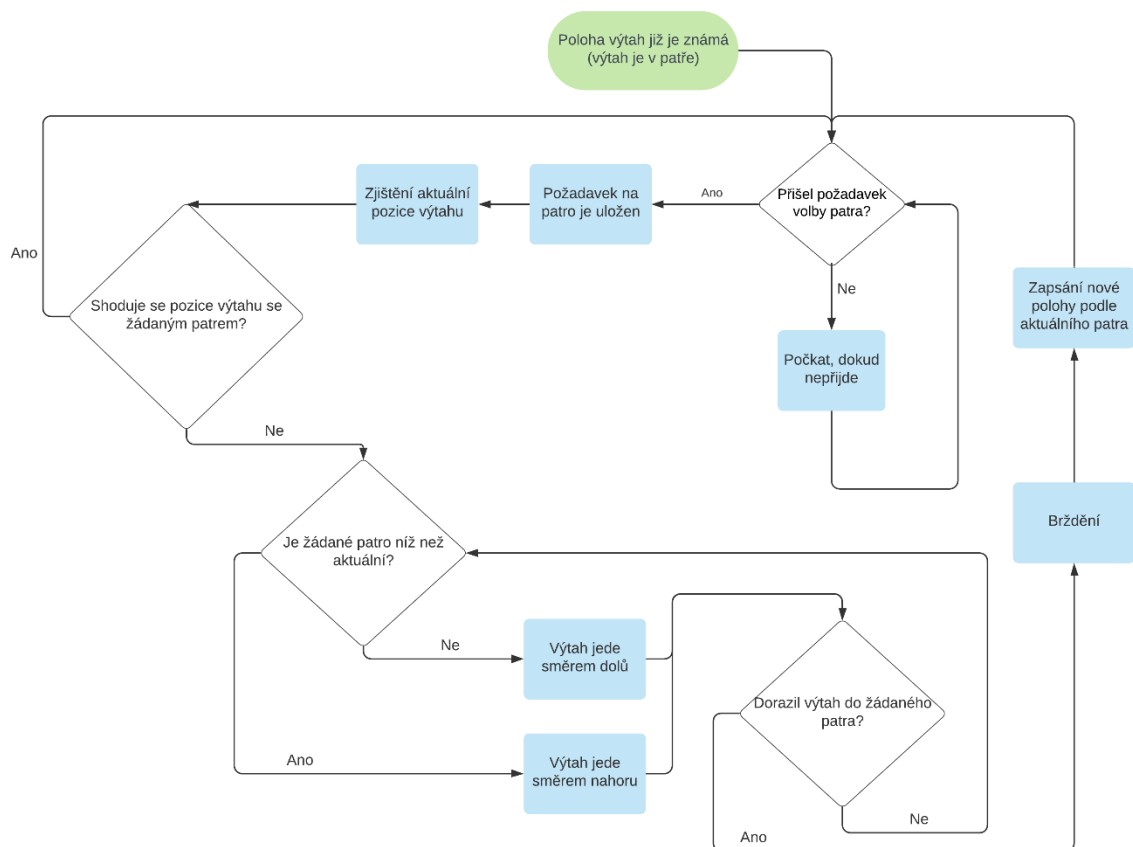 Poloha výtah již je známá
(výtah je v patře)
Přišel požadavek
volby patra?
Ano
Požadavek na
patro je uložen
Zjištění aktuální
pozice výtahu
Ano
Shoduje se pozice výtahu se
žádaným patrem?
Ne
Počkat, dokud
nepřijde
Zapsání nové
polohy podle
aktuálního patra
Ne
Je žádané patro níž než
aktuální?
Brždění
Ne
Výtah jede
směrem dolů
Ano
Výtah jede
směrem nahoru
Dorazil výtah do žádaného
patra?
Ne
Ano